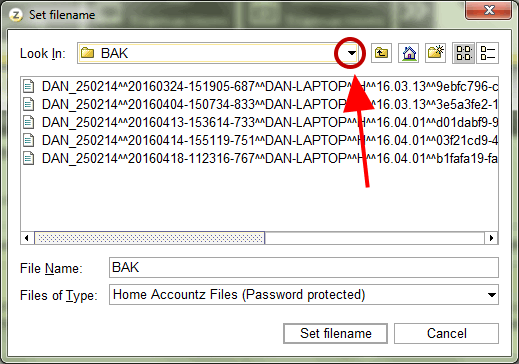 Set filename
Look In: BAK
DAN_250214^^20160324-151905-687^^DAN-LAPTOP^^H^^16.03.13^^9ebfc796-c
DAN_250214^^20160404-150734-833^^DAN-LAPTOP^^H^^16.03.13^^3e5a3fe2-1
DAN_250214^^20160413-153614-733^^DAN-LAPTOP^^H^^16.04.01^^d01dabf9-9
DAN_250214^^20160414-155119-751^^DAN-LAPTOP^^H^^16.04.01^^03f21cd9-4
DAN_250214^^20160418-112316-767^^DAN-LAPTOP^^H^^16.04.01^^b1fafa19-fa
File Name: BAK
Files of Type: Home Accountz Files (Password protected)
Set filename Cancel